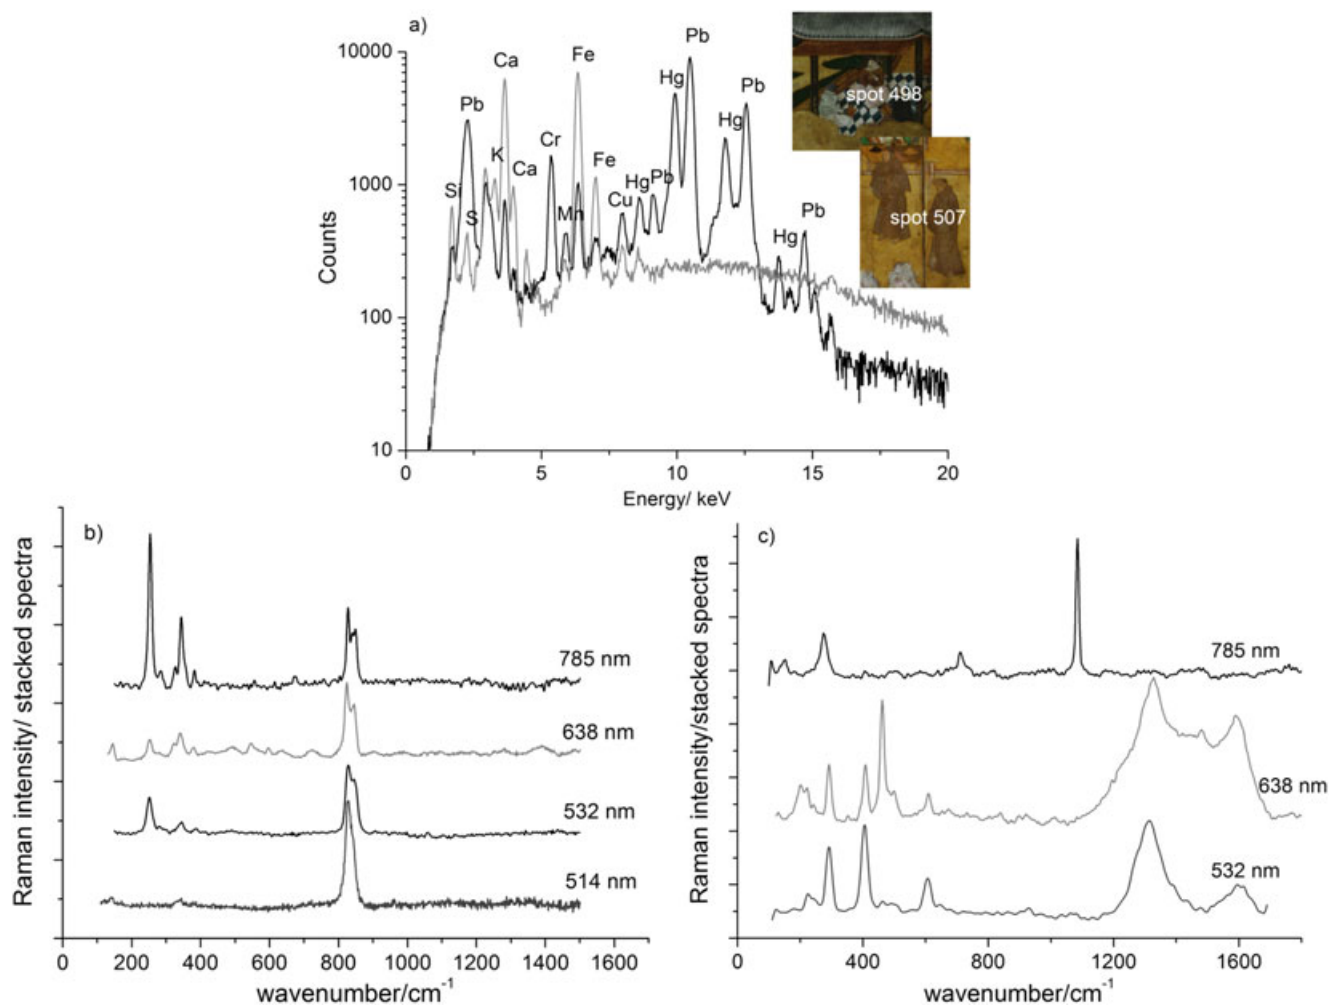 a)
Pb
10000
Ca
Fe
Hg
Pb
Pb
spot 498
Hg
Cr
K
Si
Ca
Fe
1000
S
Mn
Cu
Hg
Pb
Pb
Hg
spot 507
Counts
100
10
0
5
10
15
20
Energy/ keV
b)
785 nm
638 nm
532 nm
514 nm
Raman intensity/ stacked spectra
0
200
400
600
800
1000
1200
1400
1600
wavenumber/cm-1
c)
785 nm
638 nm
532 nm
Raman intensity/stacked spectra
0
400
800
1200
1600
wavenumber/cm-1